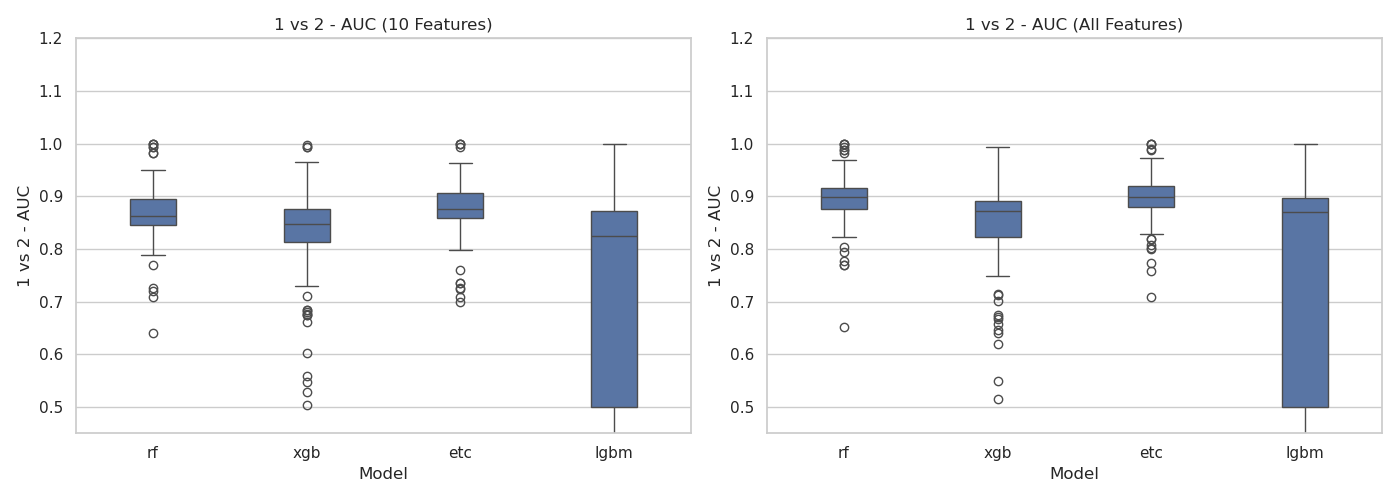 1 vs 2 - AUC (10 Features)
1.2
1.1
1.0
0.9
0.8
0.7
0.6
0.5
1 vs 2 - AUC
rf xgb etc lgbm
Model
1 vs 2 - AUC (All Features)
1.2
1.1
1.0
0.9
0.8
0.7
0.6
0.5
1 vs 2 - AUC
rf xgb etc lgbm
Model